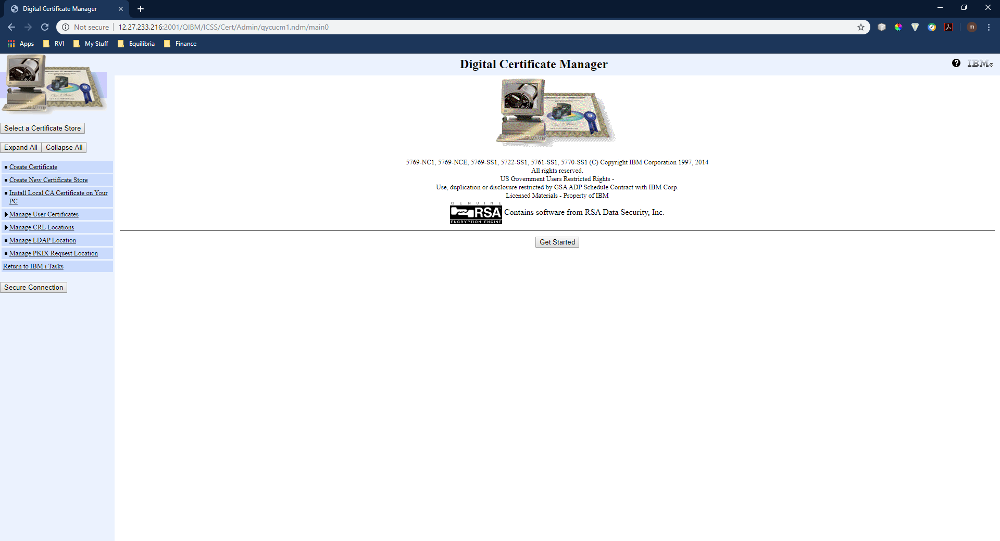 Digital Certificate Manager
Not secure
12.27.233.216:2001/QIBM/ICSS/Cert/Admin/qycucm1.ndm/main0
m
Apps
RVI
My Stuff
Equilibria
Finance
Digital Certificate Manager
IBM®
Select a Certificate Store
Expand All
Collapse All
Create Certificate
Create New Certificate Store
Install Local CA Certificate on Your
PC
Manage User Certificates
Manage CRL Locations
Manage LDAP Location
Manage PKIX Request Location
Return to IBM i Tasks
Secure Connection
5769-NC1, 5769-NCE, 5769-SS1, 5722-SS1, 5761-SS1, 5770-SS1 (C) Copyright IBM Corporation 1997, 2014
All rights reserved.
US Government Users Restricted Rights -
Use, duplication or disclosure restricted by GSA ADP Schedule Contract with IBM Corp.
Licensed Materials - Property of IBM
GENUINE
RSA™
ENCRYPTION ENGINE
Contains software from RSA Data Security, Inc.
Get Started